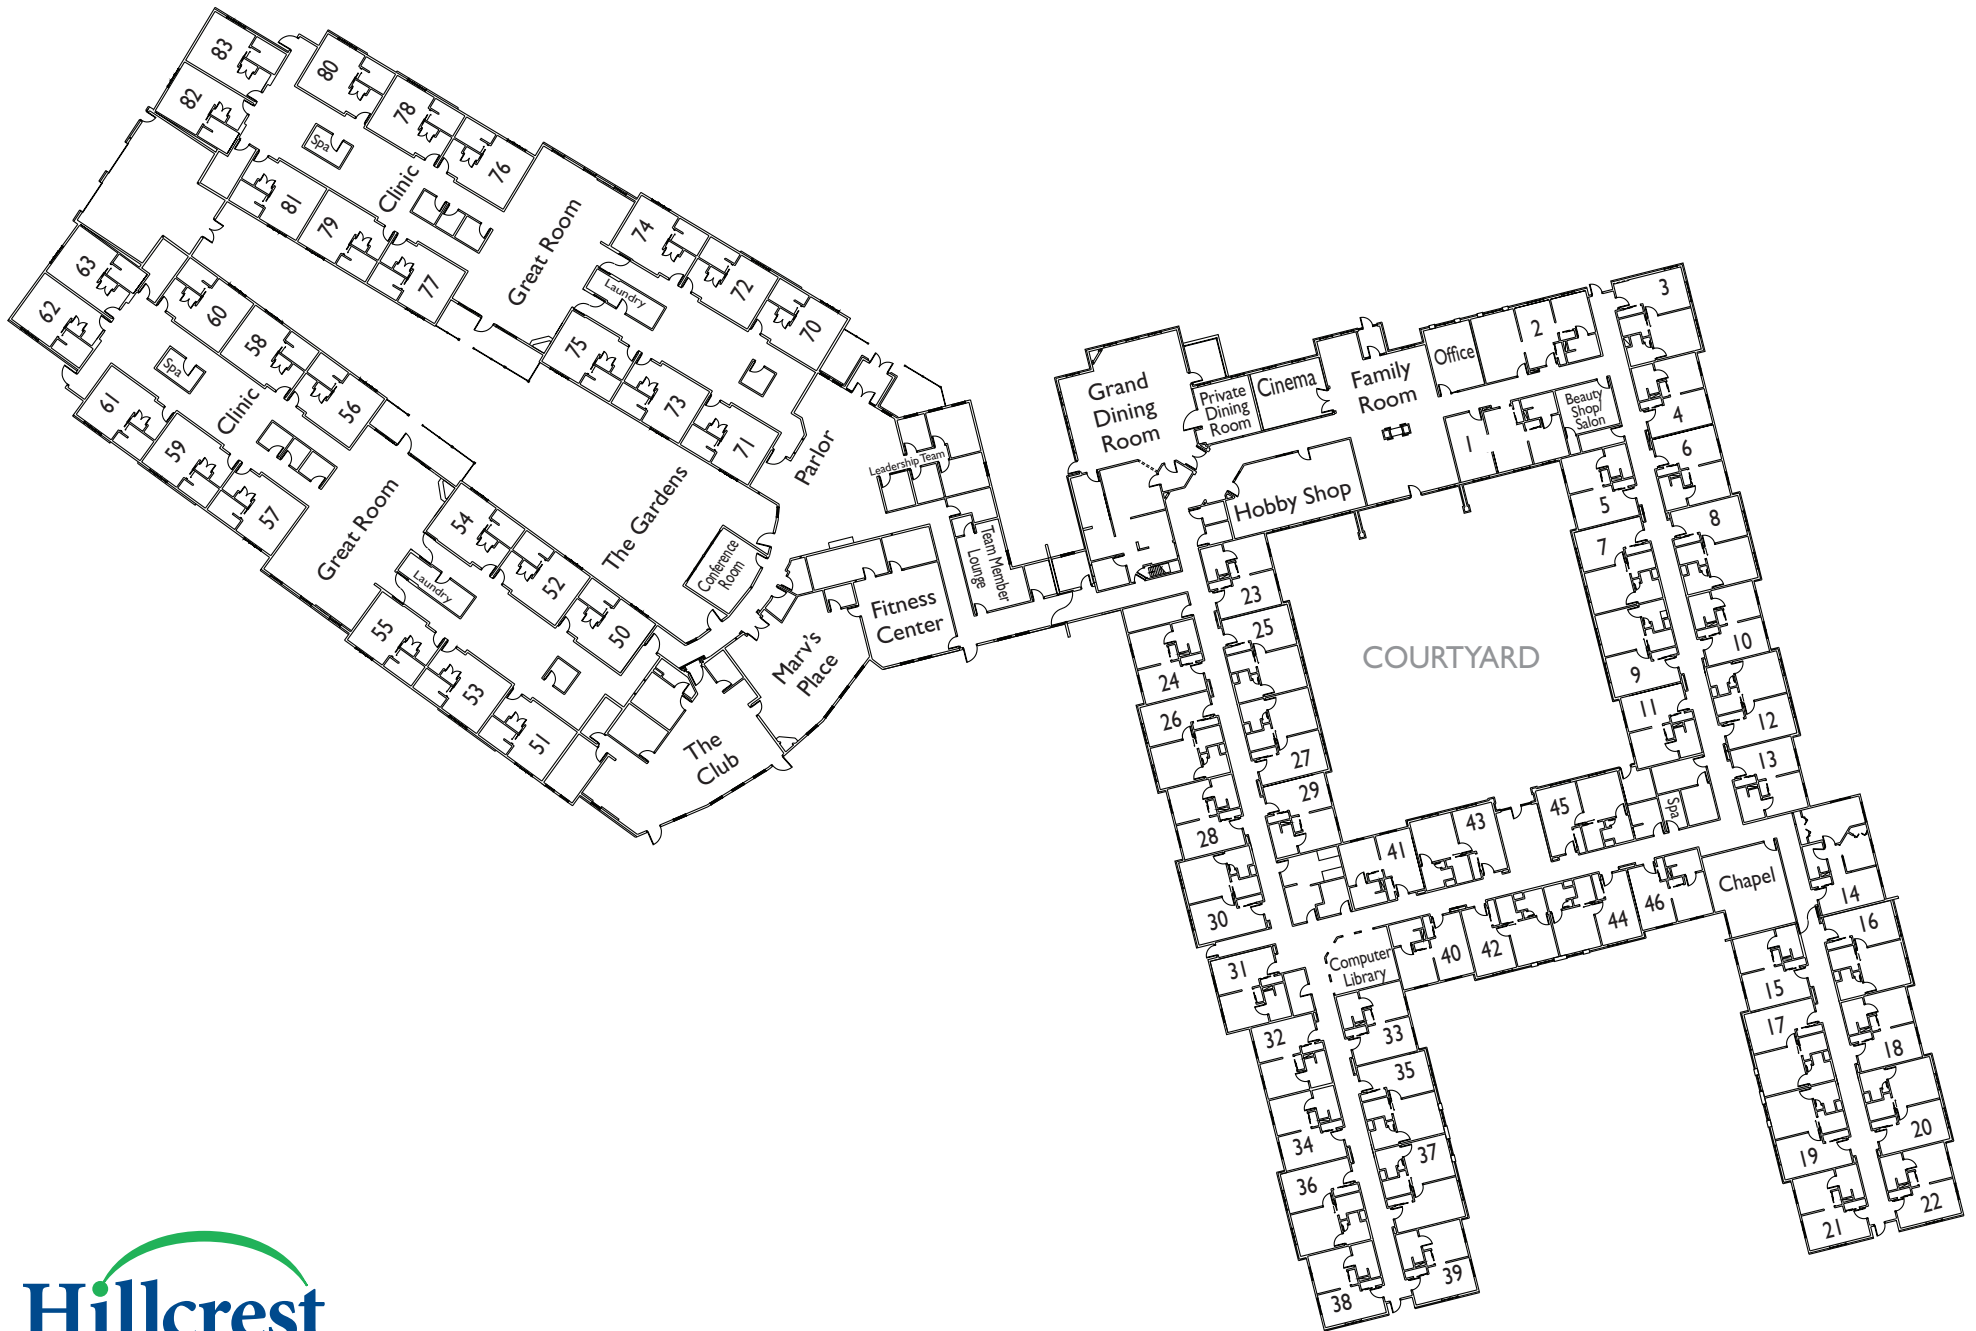 83
80
82
78
Spa
76
Clinic
81
79
74
Great Room
77
72
Laundry
70
75
73
71
Parlor
63
62
60
58
Spa
56
Clinic
61
59
57
Great Room
54
The Gardens
52
Laundry
50
55
53
51
Conference
Room
Leadership Team
Team Member
Lounge
Fitness
Center
Marv's
Place
The
Club
Grand
Dining
Room
Private
Dining
Room
Cinema
Family
Room
Office
2
3
Beauty
Shop/
Salon
1
4
6
Hobby Shop
5
8
7
10
9
11
12
13
COURTYARD
23
25
24
26
27
29
28
30
31
41
43
45
Spa
Chapel
14
16
46
44
42
40
Computer
Library
15
17
18
20
19
22
21
32
33
35
34
37
36
39
38
Hillcrest